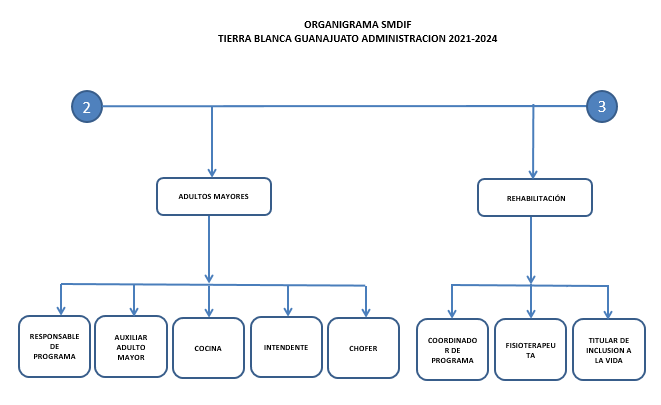 ORGANIGRAMA SMDIF
TIERRA BLANCA GUANAJUATO ADMINISTRACION 2021-2024
2
3
ADULTOS MAYORES
REHABILITACIÓN
RESPONSABLE
DE
PROGRAMA
AUXILIAR
ADULTO
MAYOR
COCINA
INTENDENTE
CHOFER
COORDINADO
R DE
PROGRAMA
FISIOTERAPEU
TA
TITULAR DE
INCLUSION A
LA VIDA